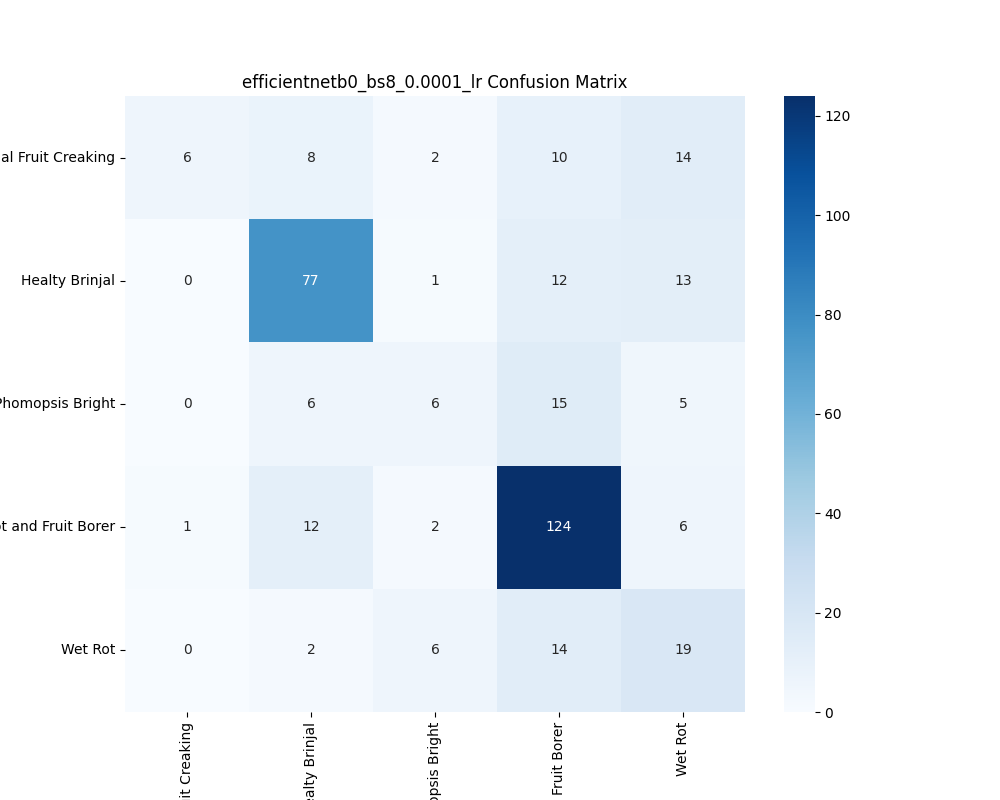 efficientnetb0_bs8_0.0001_lr Confusion Matrix
al Fruit Creaking 6 8 2 10 14
Healty Brinjal 0 77 1 12 13
Phomopsis Bright 0 6 6 15 5
ot and Fruit Borer 1 12 2 124 6
Wet Rot 0 2 6 14 19
it Creaking
ealty Brinjal
opsis Bright
Fruit Borer
Wet Rot
120
100
80
60
40
20
0